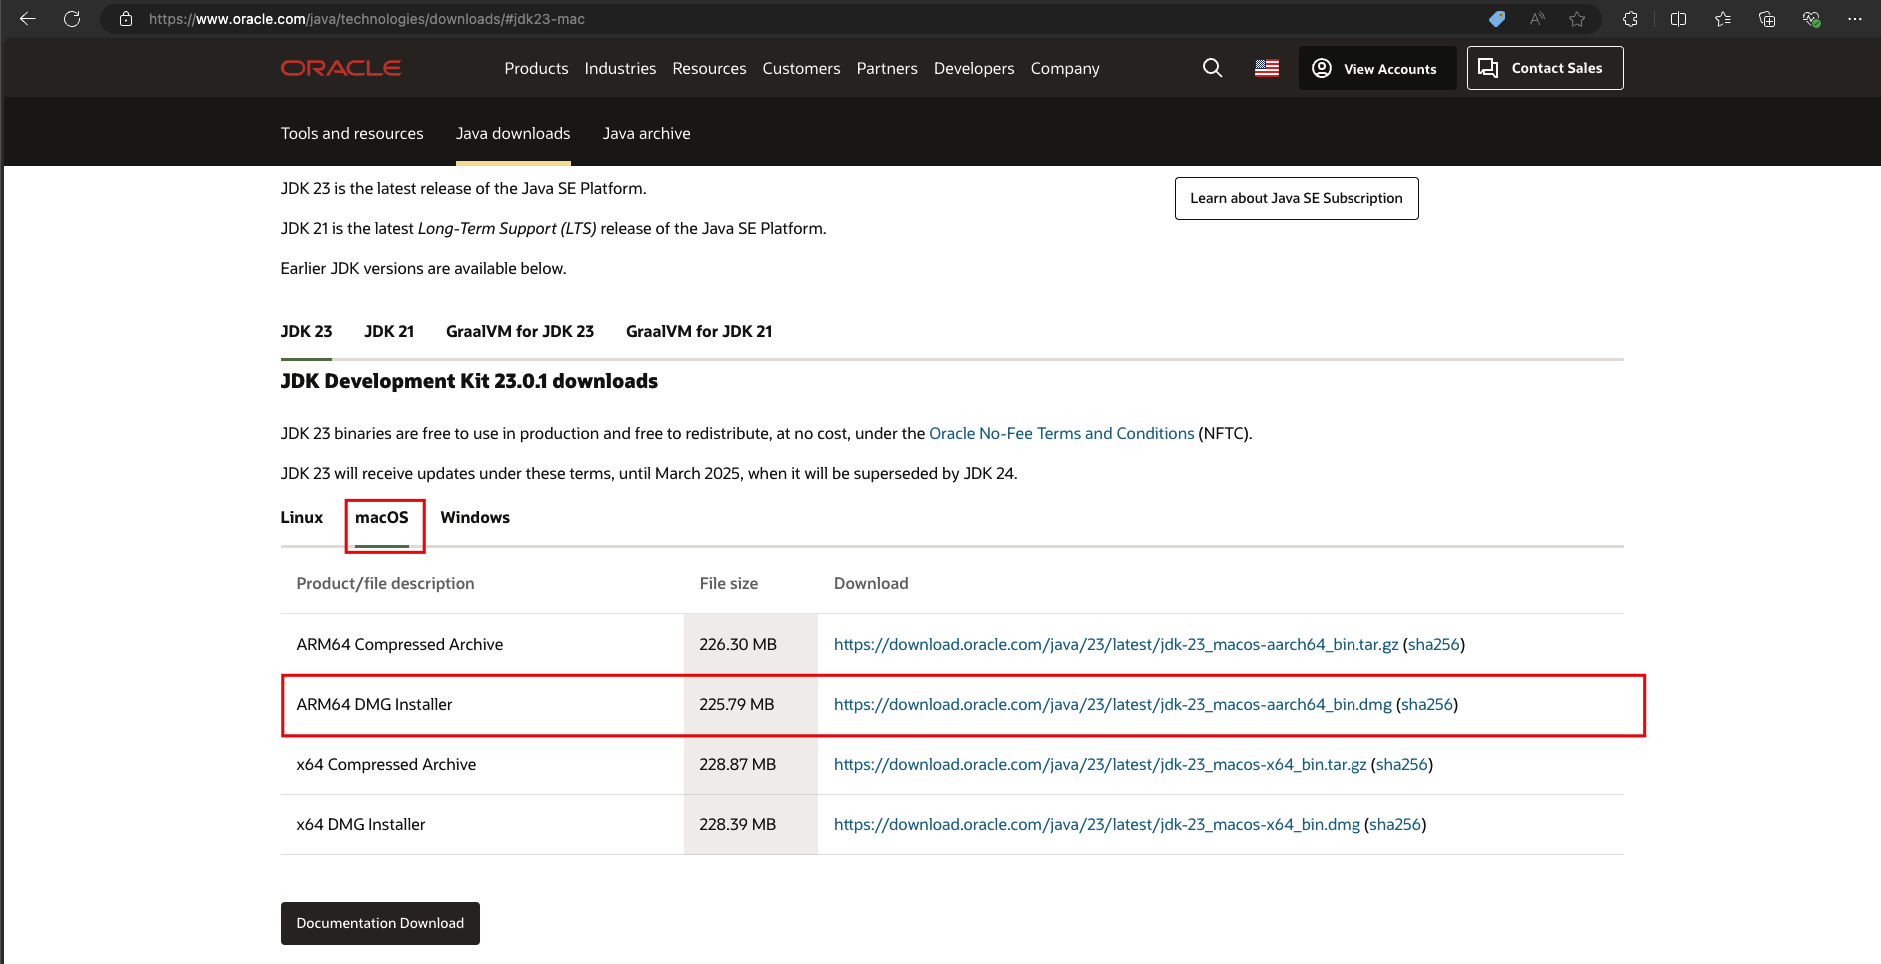 https://www.oracle.com/java/technologies/downloads/#jdk23-mac
ORACLE
Products Industries Resources Customers Partners Developers Company
View Accounts
Contact Sales
Tools and resources Java downloads Java archive
JDK 23 is the latest release of the Java SE Platform.
Learn about Java SE Subscription
JDK 21 is the latest Long-Term Support (LTS) release of the Java SE Platform.
Earlier JDK versions are available below.
JDK 23 JDK 21 GraalVM for JDK 23 GraalVM for JDK 21
JDK Development Kit 23.0.1 downloads
JDK 23 binaries are free to use in production and free to redistribute, at no cost, under the Oracle No-Fee Terms and Conditions (NFTC).
JDK 23 will receive updates under these terms, until March 2025, when it will be superseded by JDK 24.
Linux macOS Windows
Product/file description File size Download
ARM64 Compressed Archive 226.30 MB https://download.oracle.com/java/23/latest/jdk-23_macos-aarch64_bin.tar.gz (sha256)
ARM64 DMG Installer 225.79 MB https://download.oracle.com/java/23/latest/jdk-23_macos-aarch64_bin.dmg (sha256)
x64 Compressed Archive 228.87 MB https://download.oracle.com/java/23/latest/jdk-23_macos-x64_bin.tar.gz (sha256)
x64 DMG Installer 228.39 MB https://download.oracle.com/java/23/latest/jdk-23_macos-x64_bin.dmg (sha256)
Documentation Download